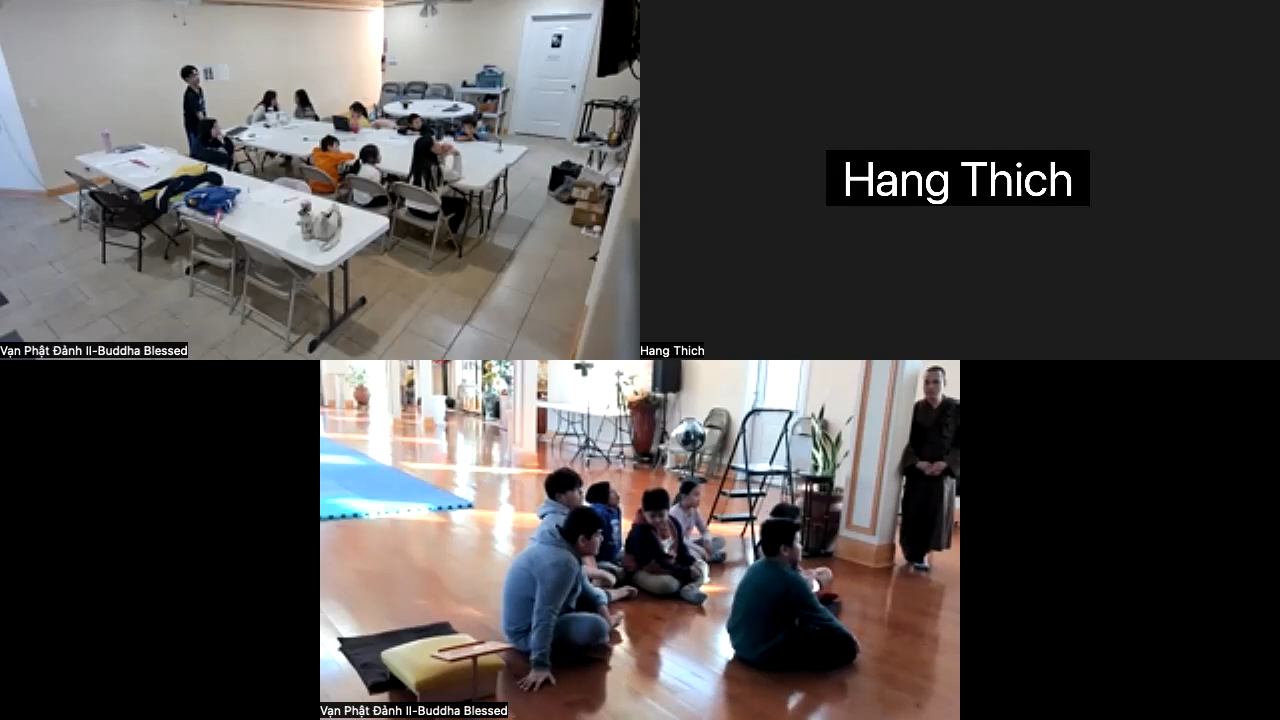 Hang Thich
Vạn Phật Đảnh II-Buddha Blessed
Hang Thich
Vạn Phật Đảnh II-Buddha Blessed